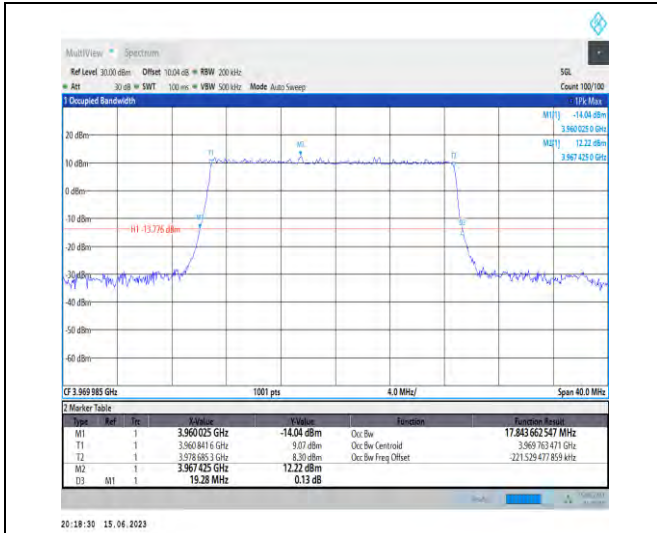 MultiView Spectrum
Ref Level 30.00 dBm Offset 10.04 dB RBW 200 kHz SGL
Att 30 dB SWT 100 ms VBW 500 kHz Mode Auto Sweep Count 100/100
1 Occupied Bandwidth 1Pk Max
M1[1] -14.04 dBm
3.960 025 0 GHz
M2[1] 12.22 dBm
3.967 425 0 GHz
20 dBm
10 dBm
0 dBm
-10 dBm
H1 -13.776 dBm
-30 dBm
-40 dBm
-50 dBm
-60 dBm
T1
M2
T2
M1
D3
CF 3.969 985 GHz 1001 pts 4.0 MHz/ Span 40.0 MHz
2 Marker Table
Type Ref Trc X-Value Y-Value Function Function Result
M1 1 3.960 025 GHz -14.04 dBm Occ Bw 17.843 662 547 MHz
T1 1 3.960 841 6 GHz 9.07 dBm Occ Bw Centroid 3.969 763 471 GHz
T2 1 3.978 685 3 GHz 8.30 dBm Occ Bw Freq Offset -221.529 477 859 kHz
M2 1 3.967 425 GHz 12.22 dBm
D3 M1 1 19.28 MHz 0.13 dB
20:18:30 15.06.2023